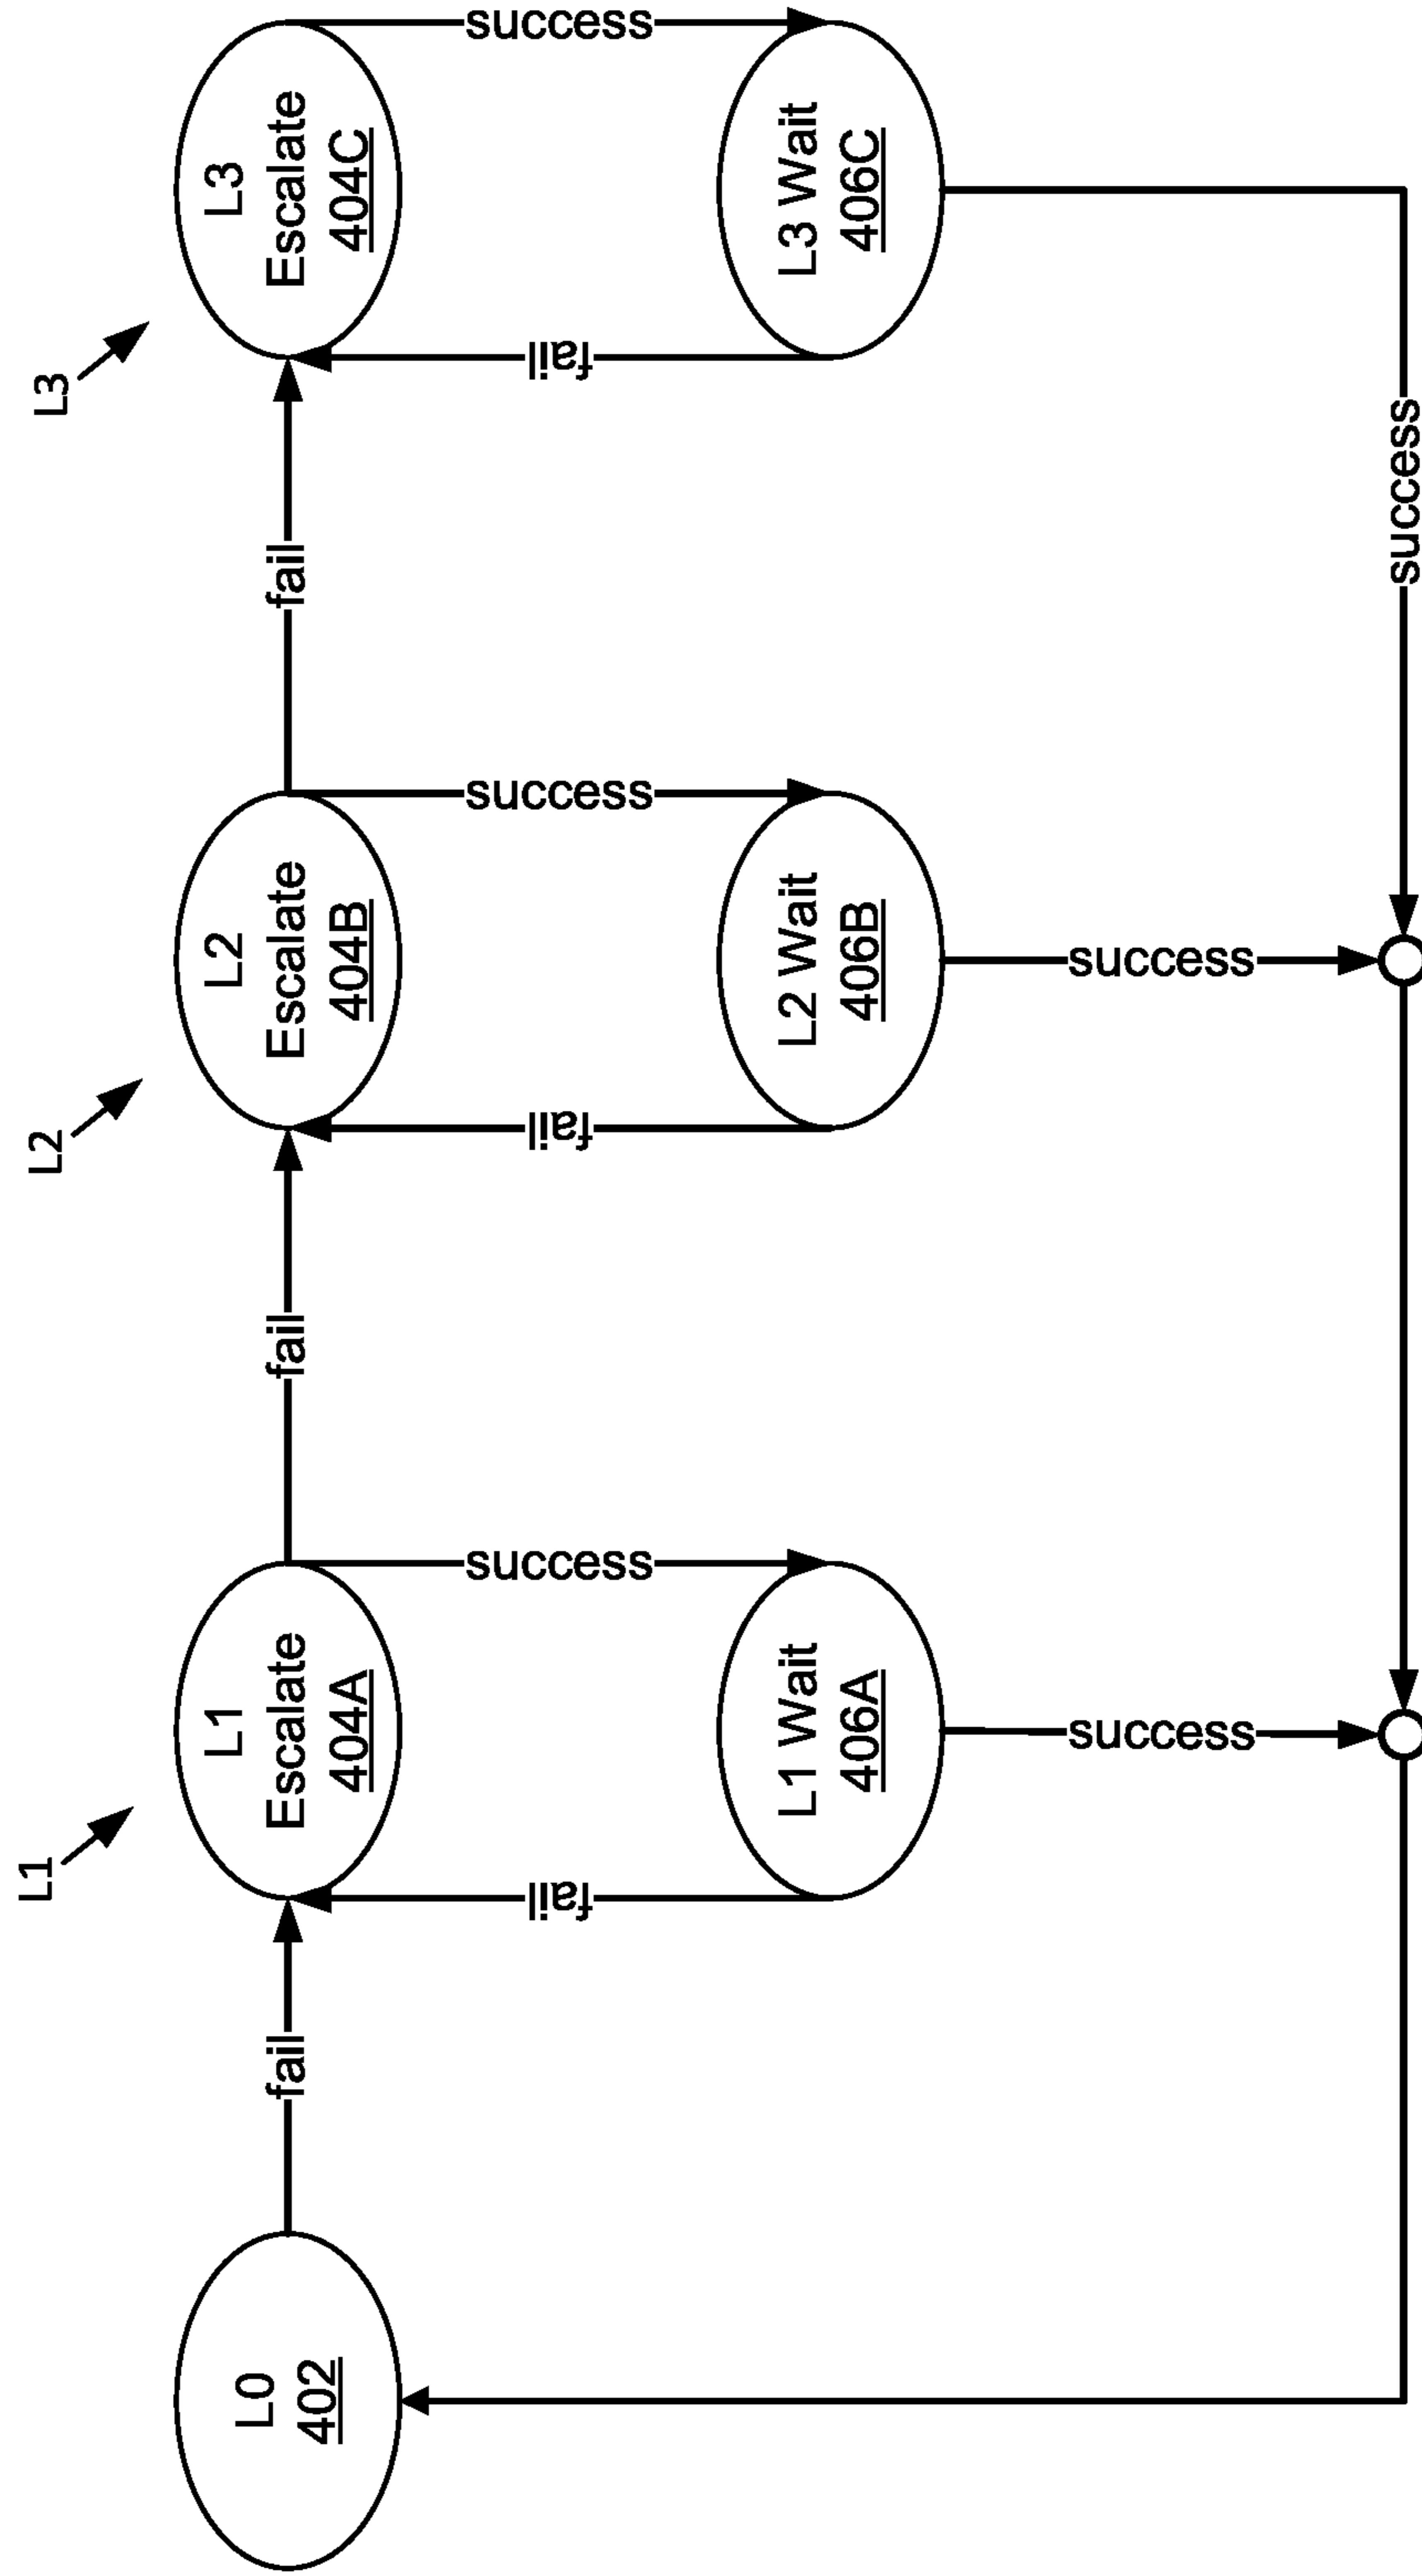 L1
L2
L3
L0
402
fail
L1
Escalate
404A
fail
L2
Escalate
404B
fail
L3
Escalate
404C
fail
success
fail
success
fail
success
L1 Wait
406A
L2 Wait
406B
L3 Wait
406C
success
success
success